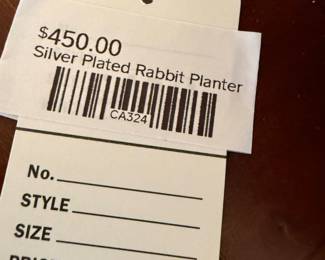 $450.00
Silver Plated Rabbit Planter
CA324
No.
STYLE
SIZE